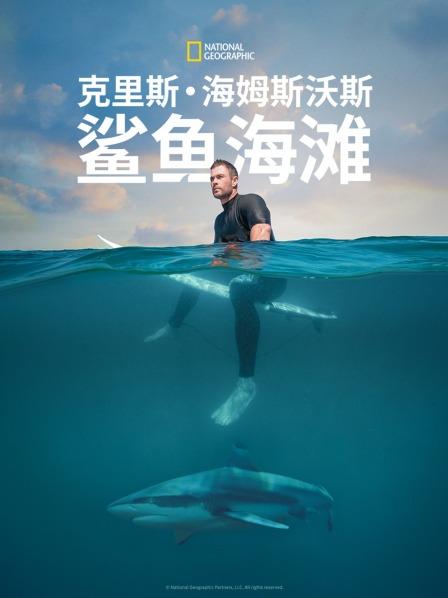 NATIONAL
GEOGRAPHIC
克里斯·海姆斯沃斯
鲨鱼海滩
© National Geographic Partners, LLC. All rights reserved.